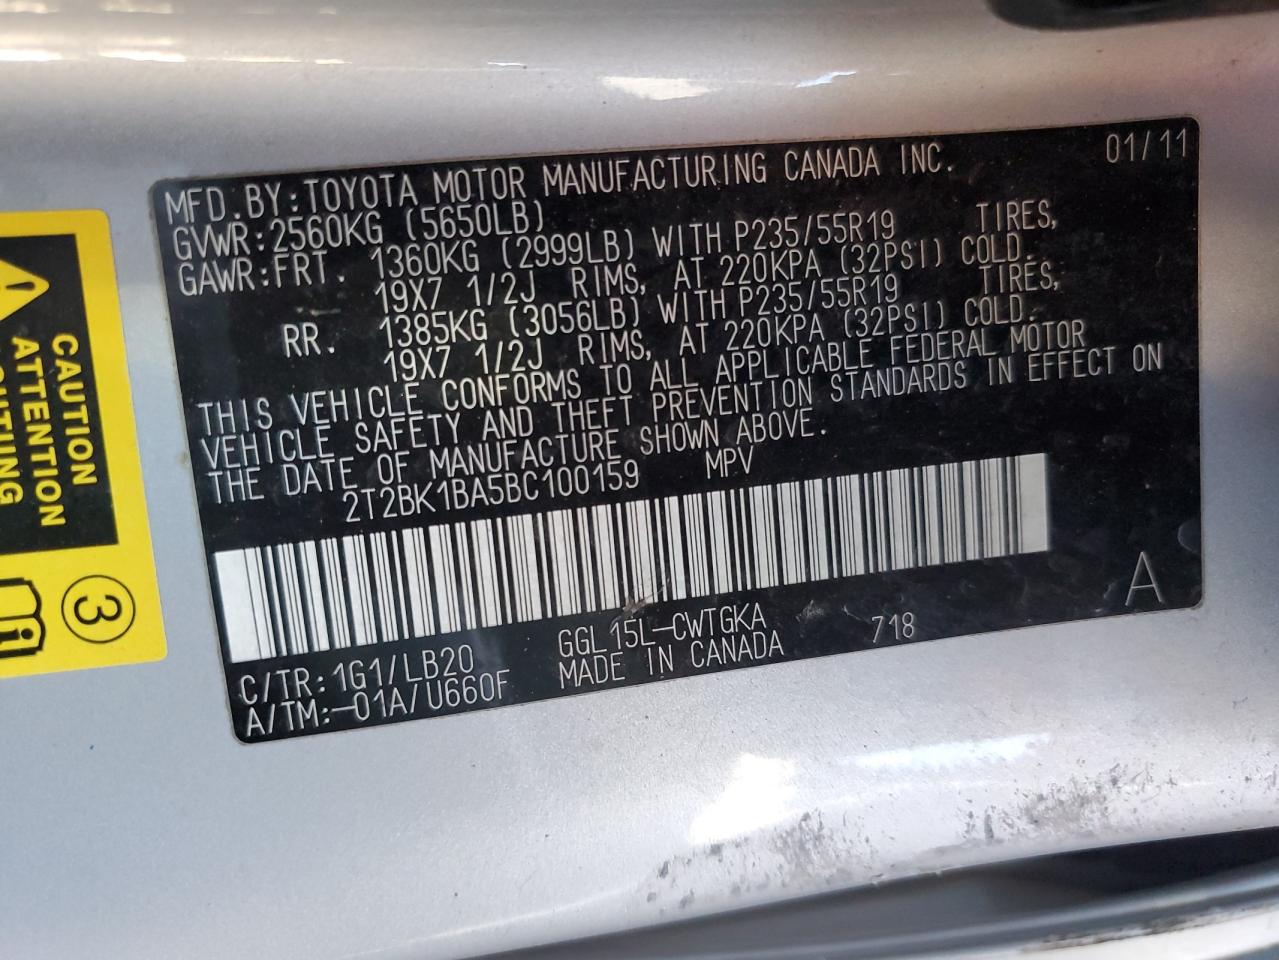 MFD.BY:TOYOTA MOTOR MANUFACTURING CANADA INC. 01/11
GVWR:2560KG (5650LB)
GAWR:FRT. 1360KG (2999LB) WITH P235/55R19 TIRES,
19X7 1/2J RIMS, AT 220KPA (32PSI) COLD.
RR. 1385KG (3056LB) WITH P235/55R19 TIRES,
19X7 1/2J RIMS, AT 220KPA (32PSI) COLD.
THIS VEHICLE CONFORMS TO ALL APPLICABLE FEDERAL MOTOR
VEHICLE SAFETY AND THEFT PREVENTION STANDARDS IN EFFECT ON
THE DATE OF MANUFACTURE SHOWN ABOVE.
2T2BK1BA5BC100159 MPV
A
C/TR:1G1/LB20 GGL15L-CWTGKA 718
A/TM:-01A/U660F MADE IN CANADA
CAUTION
ATTENTION
3
i